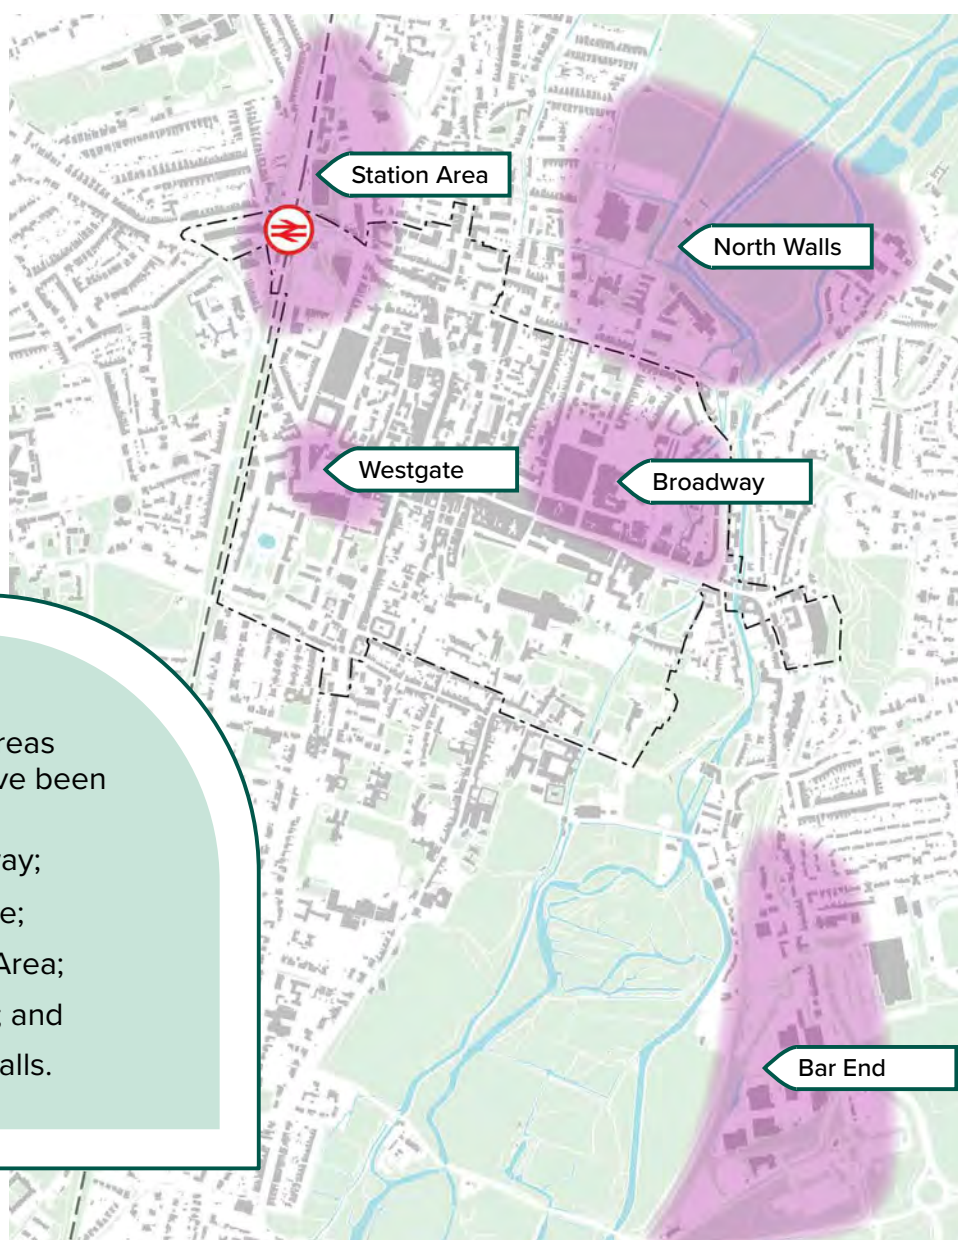 Station Area
North Walls
Westgate
Broadway
reas
ve been
ay;
e;
Area;
; and
alls.
Bar End